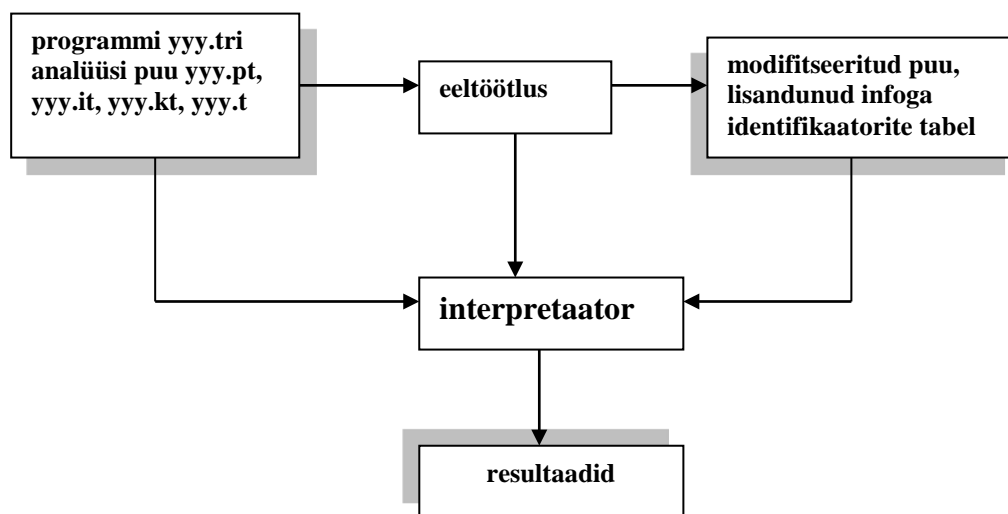 programmi yyy.tri
analüüsi puu yyy.pt,
yyy.it, yyy.kt, yyy.t
eeltöötlus
modifitseeritud puu,
lisandunud infoga
identifikaatorite tabel
interpretaator
resultaadid